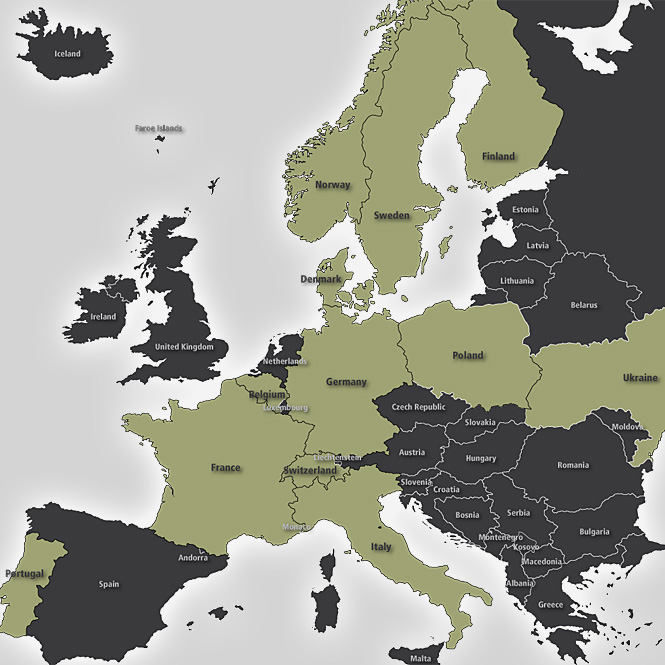 Iceland
Faroe Islands
Finland
Norway
Estonia
Sweden
Latvia
Denmark
Lithuania
Belarus
Ireland
United Kingdom
Netherlands
Poland
Ukraine
Germany
Belgium
Luxembourg
Czech Republic
Slovakia
Moldova
Austria
Liechtenstein
Hungary
Romania
France
Switzerland
Slovenia
Croatia
Serbia
Bosnia
Monaco
Bulgaria
Montenegro
Italy
Kosovo
Andorra
Macedonia
Portugal
Spain
Albania
Greece
Malta